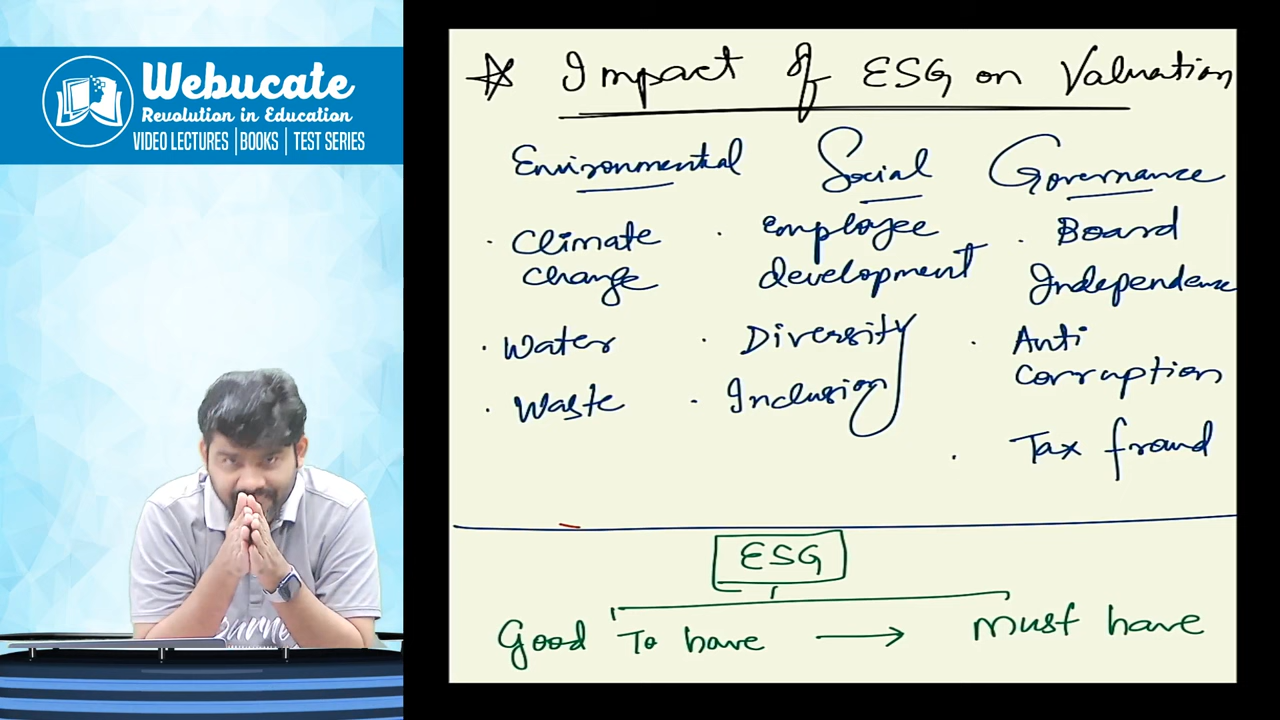 Webucate
Revolution in Education
VIDEO LECTURES | BOOKS | TEST SERIES
Impact of ESG on Valuation
Environmental Social Governance
· Climate change
· Water
· Waste
· Employee development
· Diversity
· Inclusion
· Board Independence
· Anti corruption
· Tax fraud
ESG
Good To have → Must have